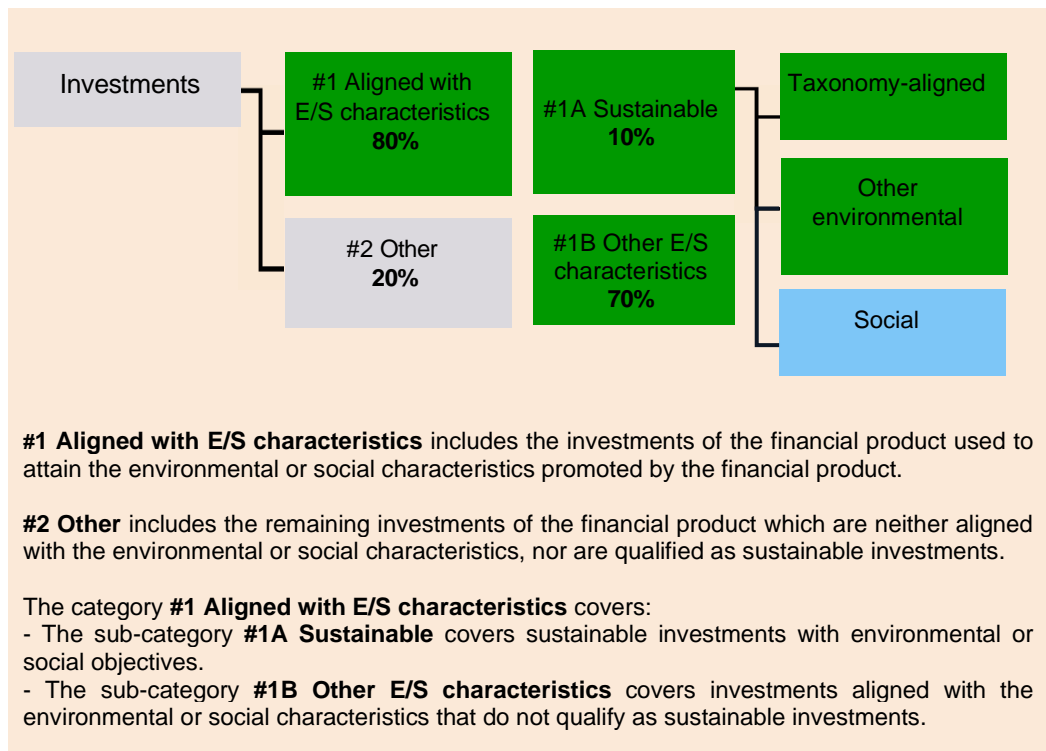 Investments
#1 Aligned with
E/S characteristics
80%
#2 Other
20%
#1A Sustainable
10%
#1B Other E/S
characteristics
70%
Taxonomy-aligned
Other
environmental
Social
#1 Aligned with E/S characteristics includes the investments of the financial product used to
attain the environmental or social characteristics promoted by the financial product.
#2 Other includes the remaining investments of the financial product which are neither aligned
with the environmental or social characteristics, nor are qualified as sustainable investments.
The category #1 Aligned with E/S characteristics covers:
- The sub-category #1A Sustainable covers sustainable investments with environmental or
social objectives.
- The sub-category #1B Other E/S characteristics covers investments aligned with the
environmental or social characteristics that do not qualify as sustainable investments.